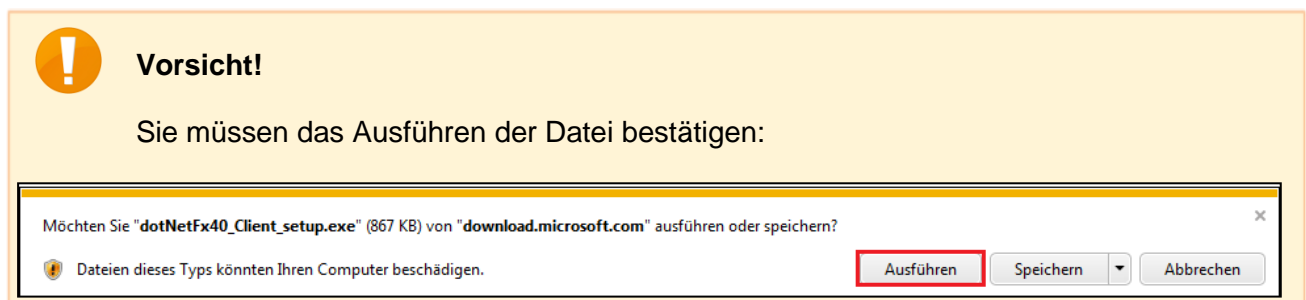 Vorsicht!
Sie müssen das Ausführen der Datei bestätigen:
Möchten Sie "dotNetFx40_Client_setup.exe" (867 KB) von "download.microsoft.com" ausführen oder speichern?
Dateien dieses Typs könnten Ihren Computer beschädigen.
Ausführen
Speichern
Abbrechen